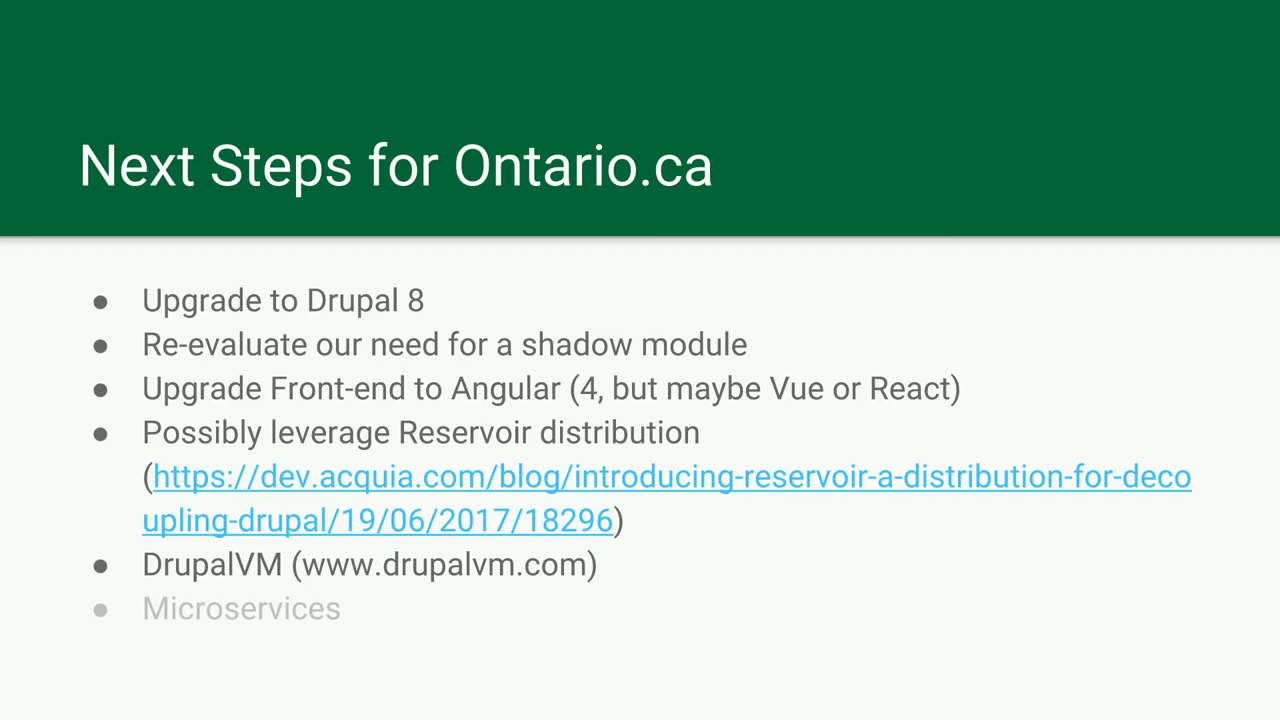 Next Steps for Ontario.ca
● Upgrade to Drupal 8
● Re-evaluate our need for a shadow module
● Upgrade Front-end to Angular (4, but maybe Vue or React)
● Possibly leverage Reservoir distribution
(https://dev.acquia.com/blog/introducing-reservoir-a-distribution-for-deco
upling-drupal/19/06/2017/18296)
● DrupalVM (www.drupalvm.com)
● Microservices